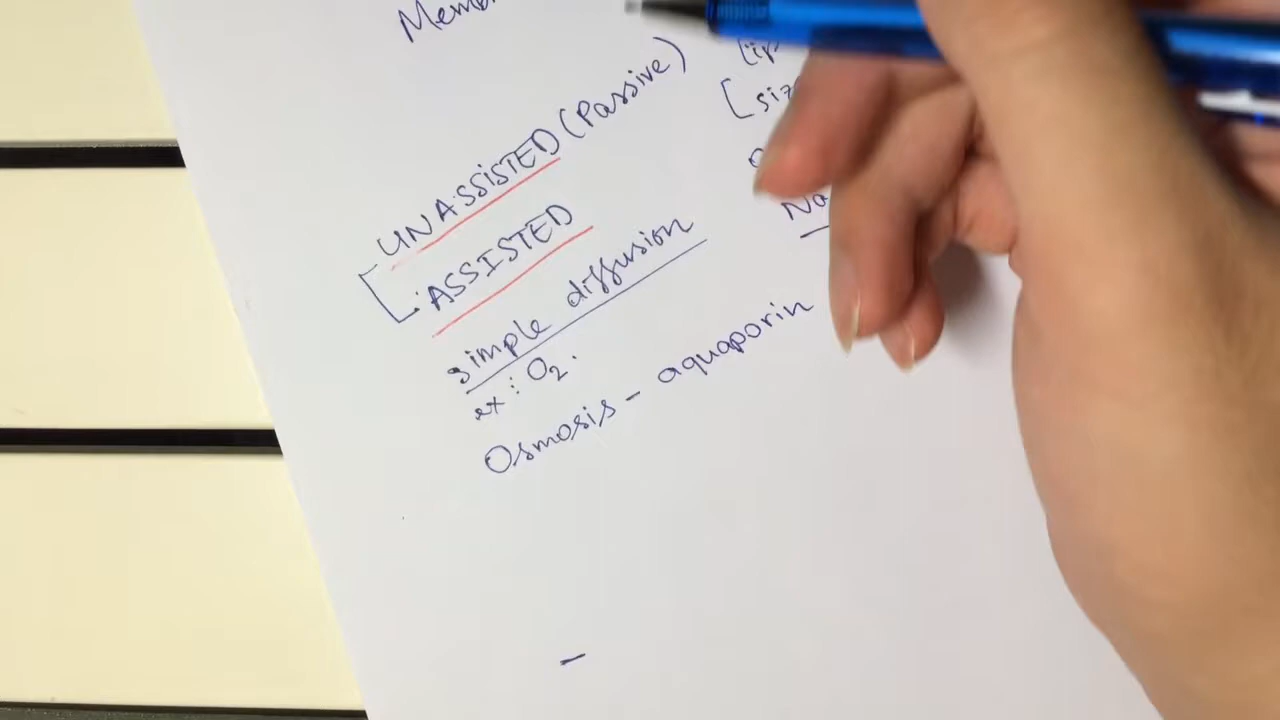 UNASSISTED (Passive)
ASSISTED
simple diffusion
ex: O2.
Osmosis - aquaporin